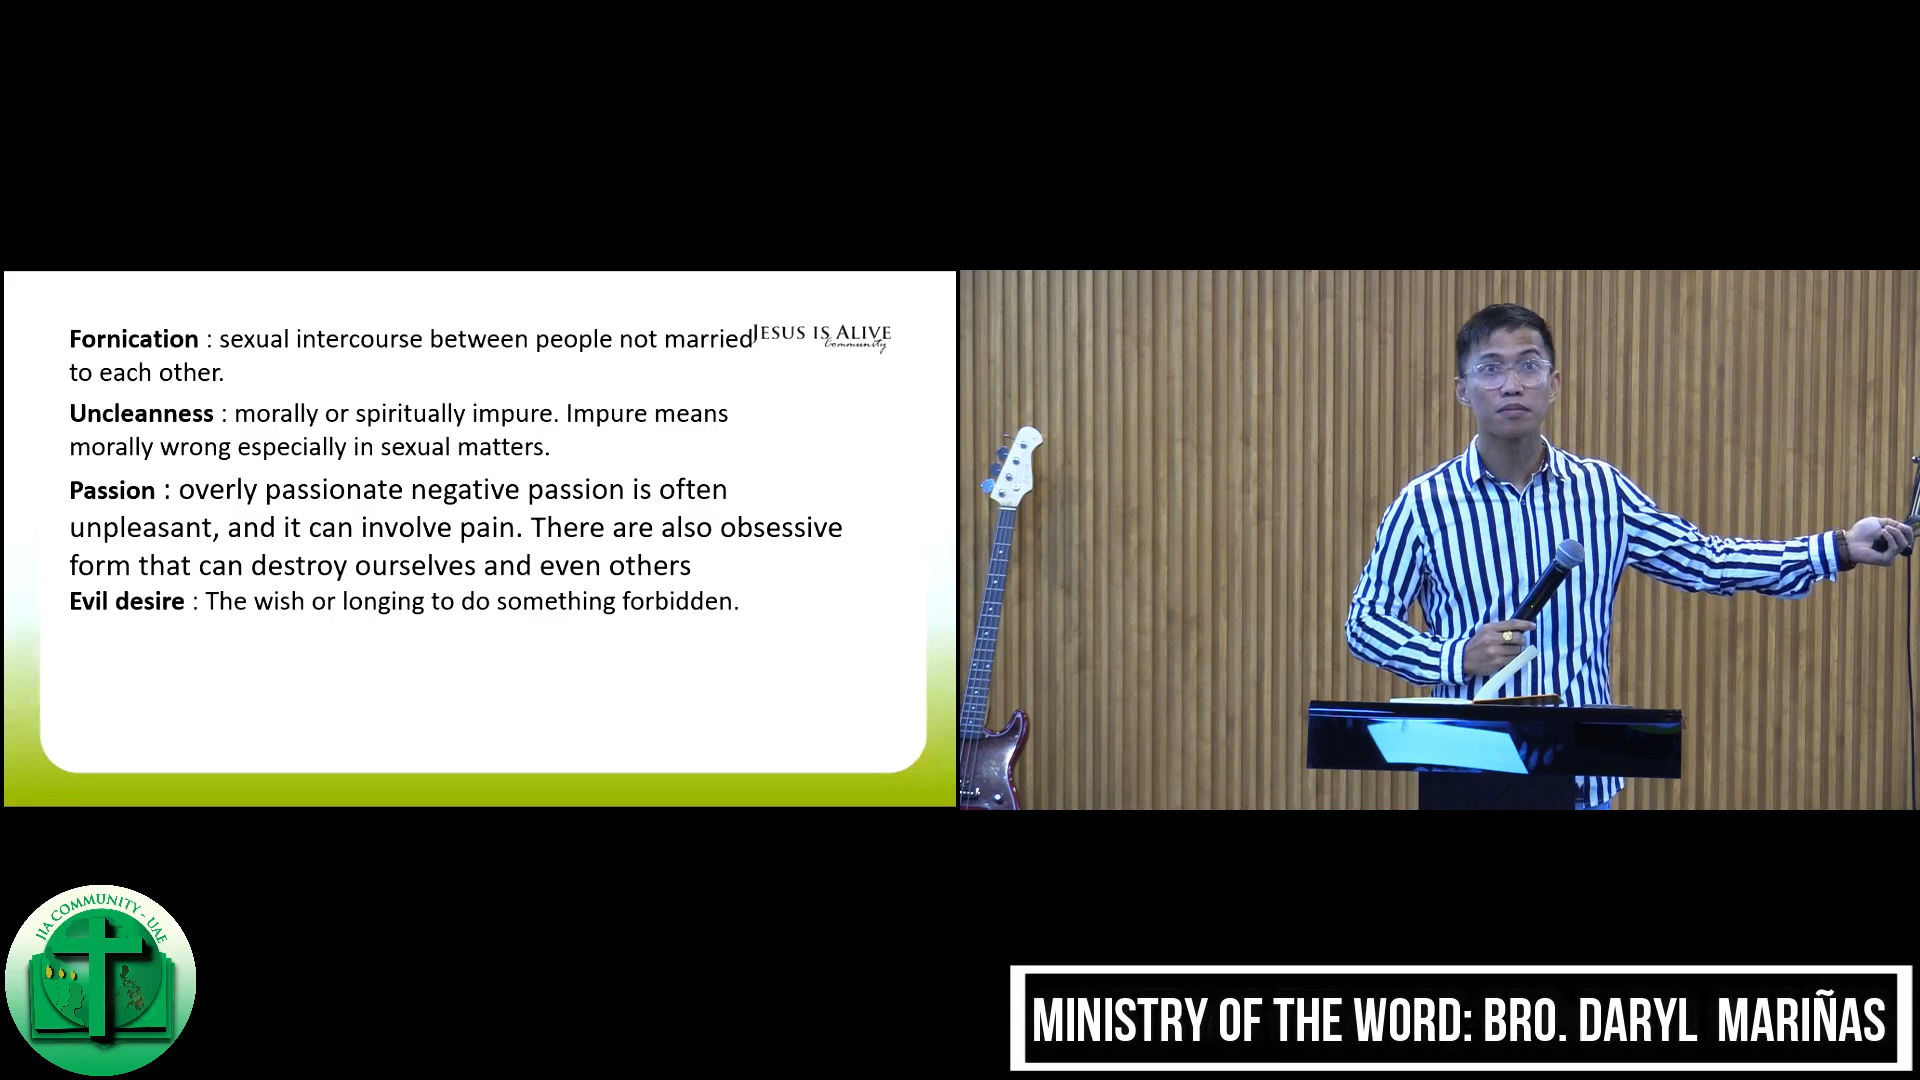 Fornication : sexual intercourse between people not married
to each other.
JESUS IS ALIVE
Community
Uncleanness : morally or spiritually impure. Impure means
morally wrong especially in sexual matters.
Passion : overly passionate negative passion is often
unpleasant, and it can involve pain. There are also obsessive
form that can destroy ourselves and even others
Evil desire : The wish or longing to do something forbidden.
JIA COMMUNITY - UAE
MINISTRY OF THE WORD: BRO. DARYL MARIÑAS